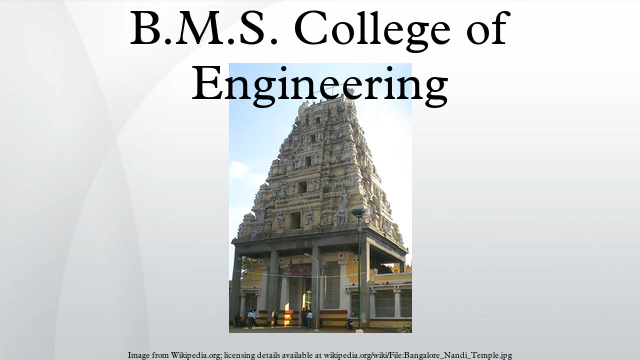 B.M.S. College of
Engineering
Image from Wikipedia.org; licensing details available at wikipedia.org/wiki/File:Bangalore_Nandi_Temple.jpg